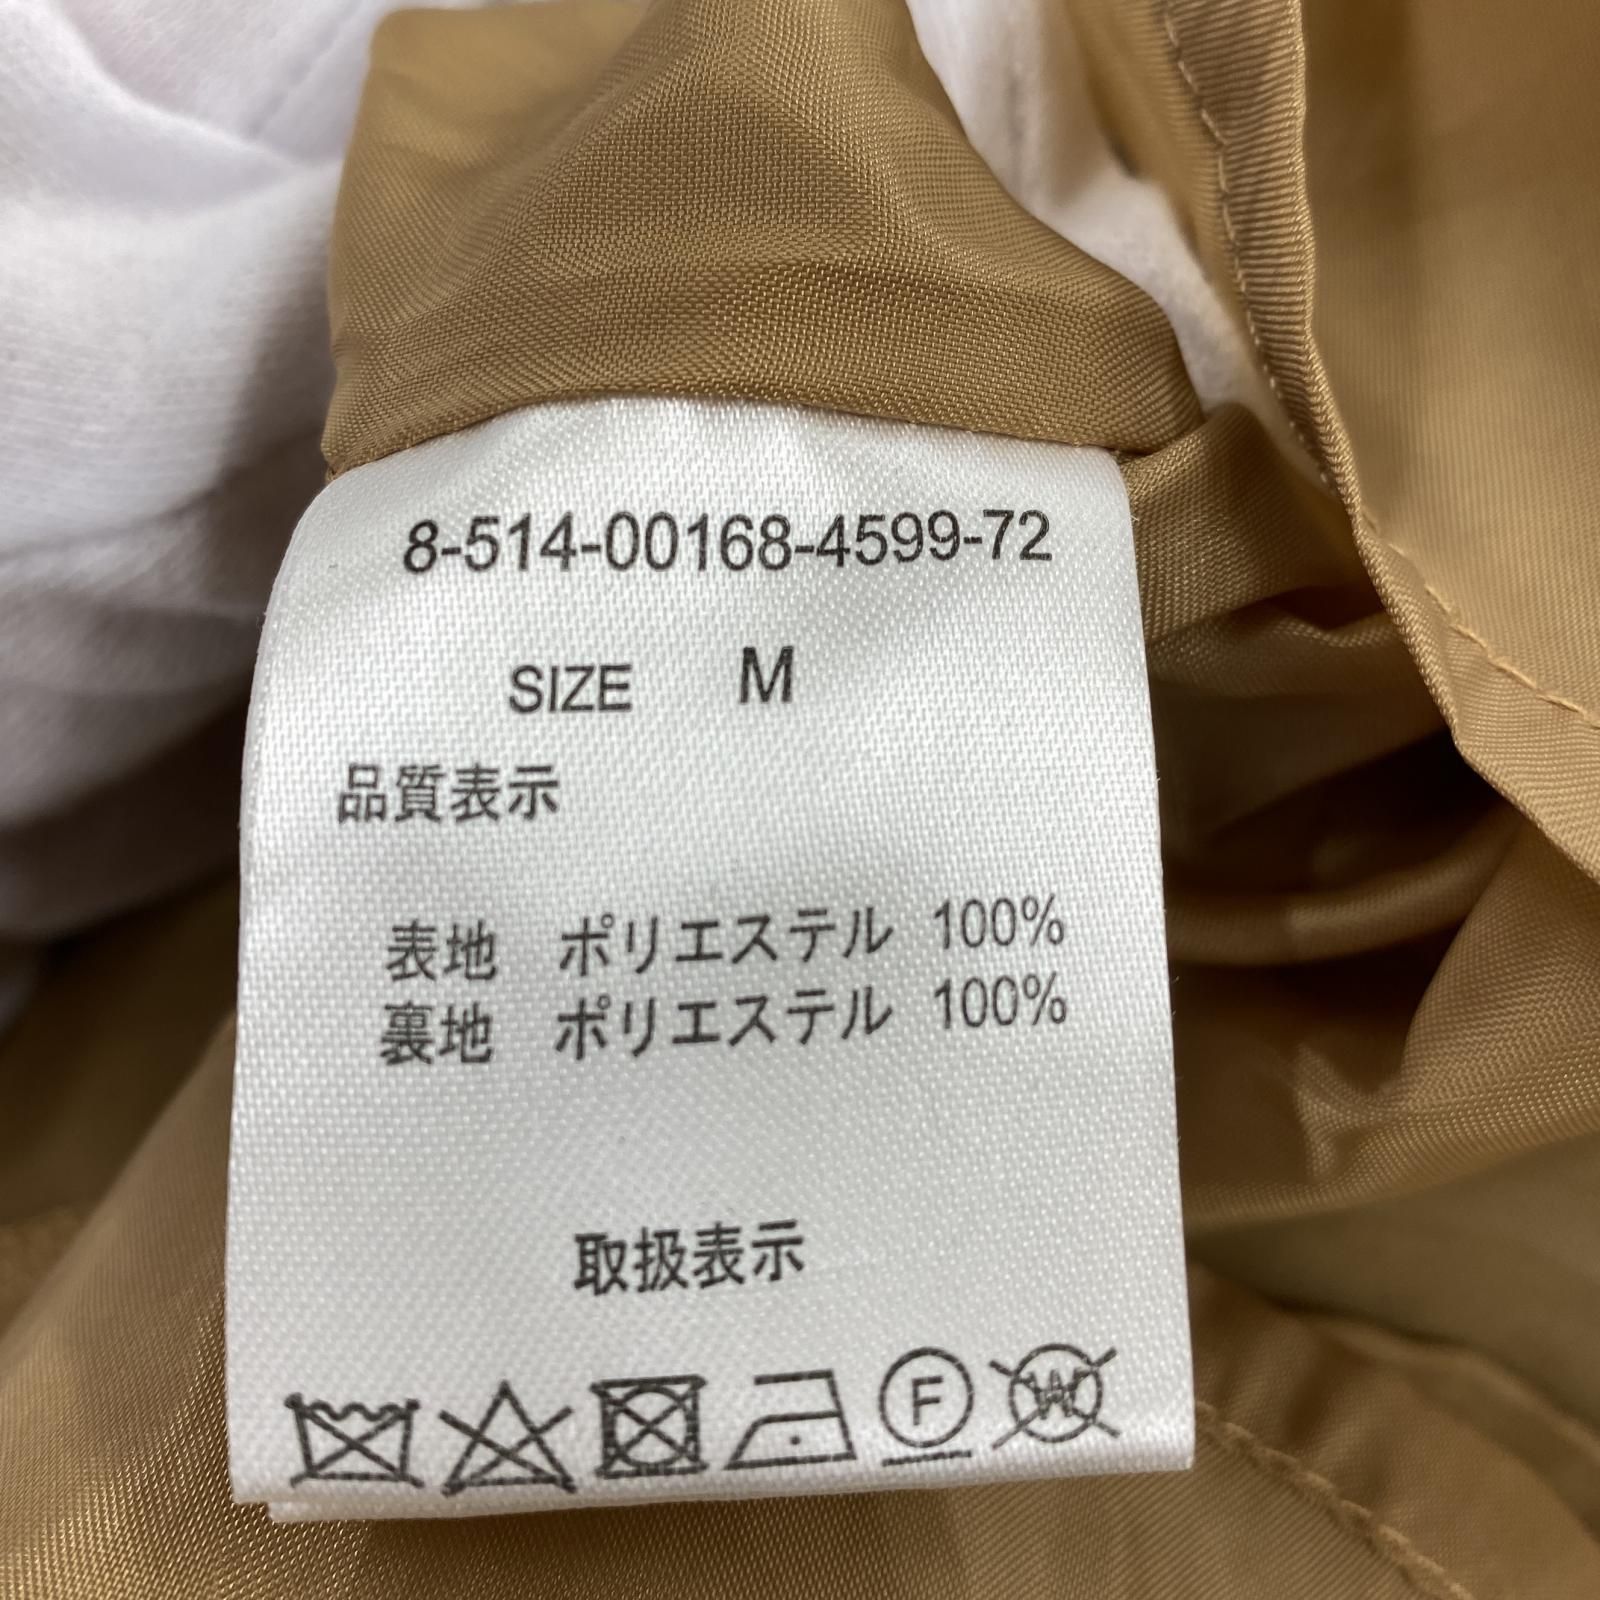 8-514-00168-4599-72
SIZE M
品質表示
表地 ポリエステル 100%
裏地 ポリエステル 100%
取扱表示
F W